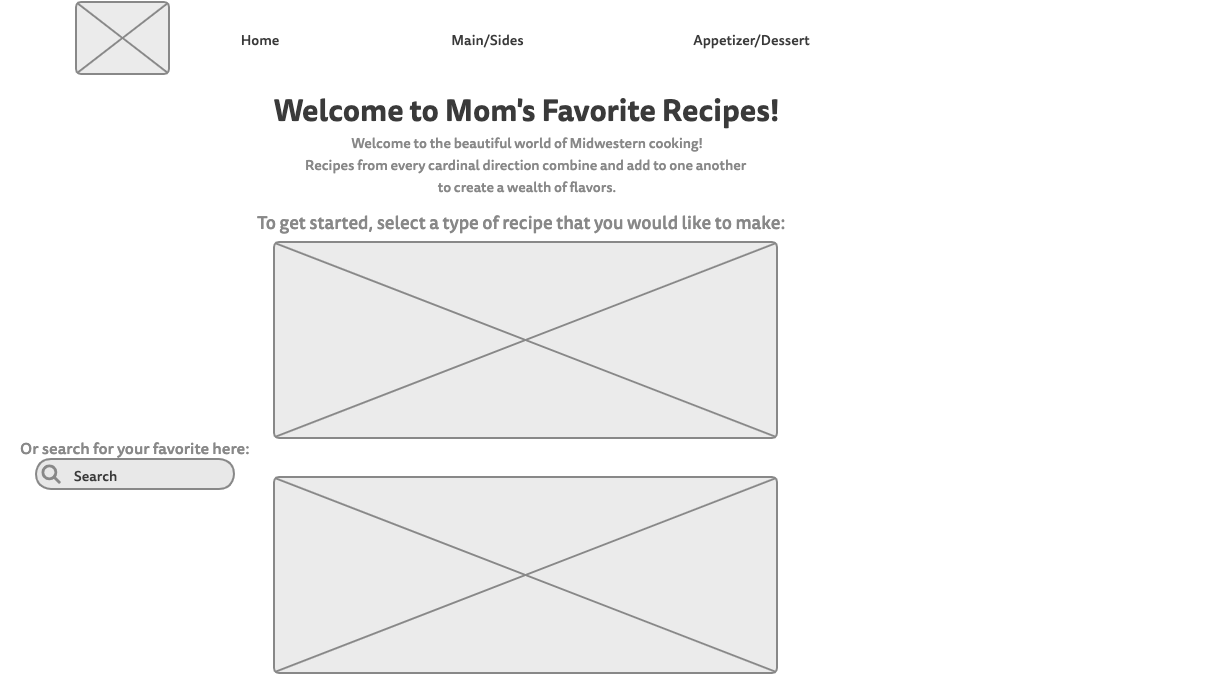 Home
Main/Sides
Appetizer/Dessert
Welcome to Mom's Favorite Recipes!
Welcome to the beautiful world of Midwestern cooking!
Recipes from every cardinal direction combine and add to one another
to create a wealth of flavors.
To get started, select a type of recipe that you would like to make:
Or search for your favorite here:
Search